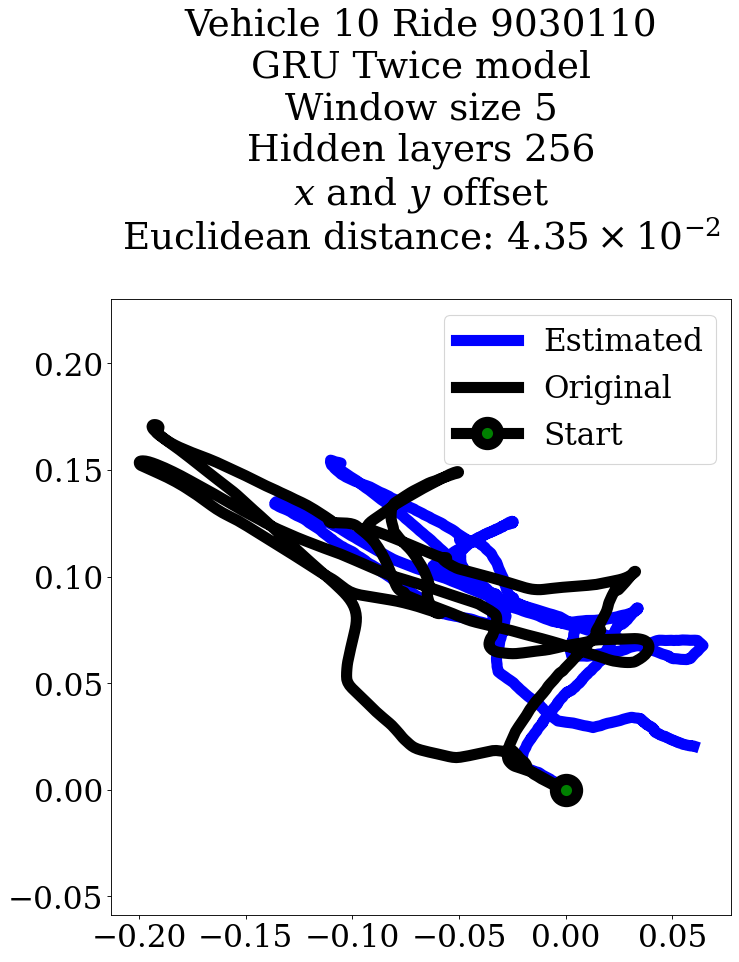 Vehicle 10 Ride 9030110
GRU Twice model
Window size 5
Hidden layers 256
x and y offset
Euclidean distance: 4.35 × 10⁻²
Estimated
Original
Start
0.20
0.15
0.10
0.05
0.00
−0.05
−0.20 −0.15 −0.10 −0.05 0.00 0.05